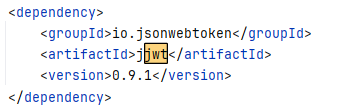 <dependency>
<groupId>io.jsonwebtoken</groupId>
<artifactId>jjwt</artifactId>
<version>0.9.1</version>
</dependency>